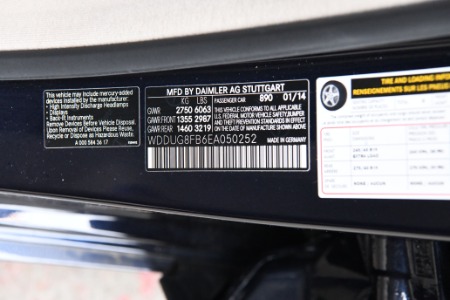 This vehicle may include mercury-added
devices installed by the manufacturer:
• High Intensity Discharge Headlamps
• Displays
• Back-lit Instruments
Remove Devices Before Vehicle Disposal.
Upon Removal of Devices Please Reuse,
Recycle or Dispose as Hazardous Waste.
A 000 584 36 17
MFD BY DAIMLER AG STUTTGART
KG LBS PASSENGER CAR 890 01/14
GAWR 2750 6063
GAWR FRONT 1355 2987
GAWR REAR 1460 3219
THIS VEHICLE CONFORMS TO ALL APPLICABLE
U.S. FEDERAL MOTOR VEHICLE SAFETY,BUMPER
AND THEFT PREVENTION STANDARDS
IN EFFECT ON THE DATE OF
MANUFACTURE SHOWN ABOVE.
WDDUG8FB6EA050252 MADE IN GERMANY
TIRE AND LOADING INFO
RENSEIGNEMENTS SUR LES PNE